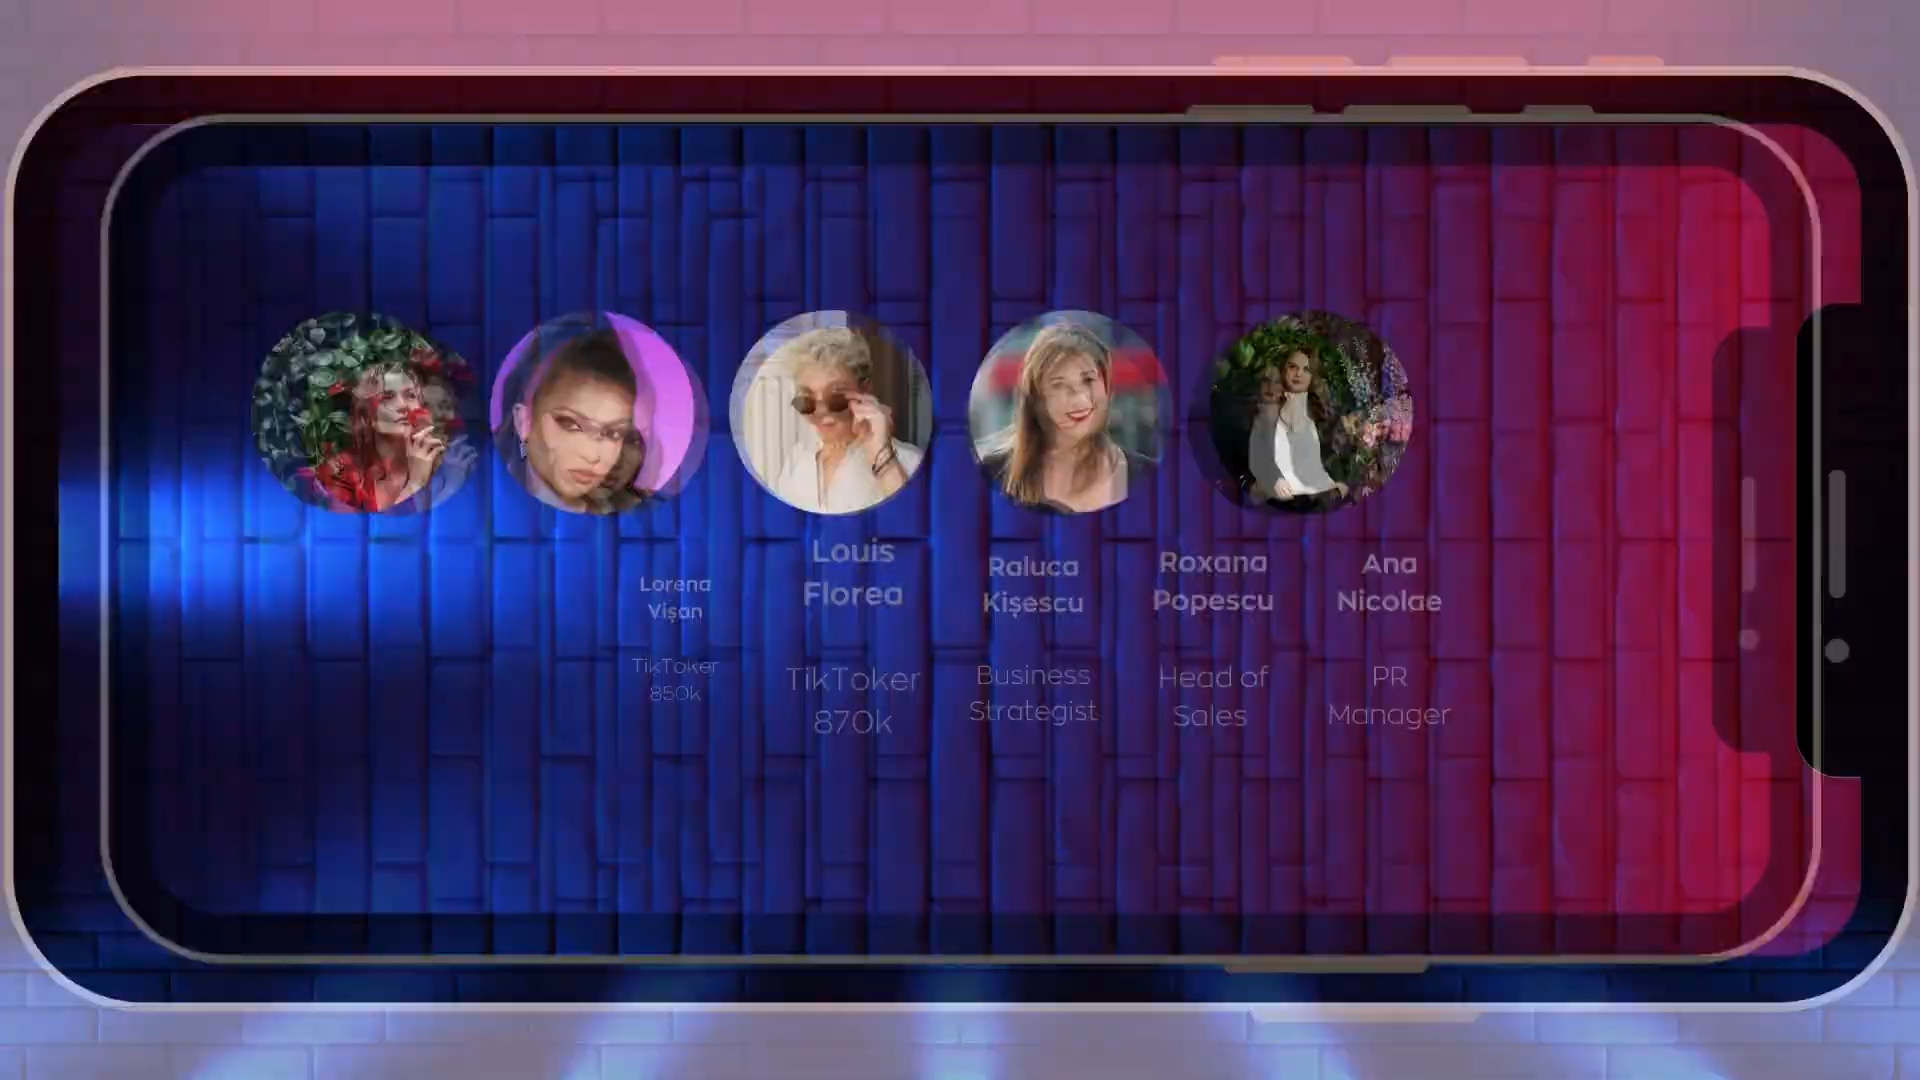 Lorena
Vișan
TikToker
850k
Louis
Florea
TikToker
870k
Raluca
Kișescu
Business
Strategist
Roxana
Popescu
Head of
Sales
Ana
Nicolae
PR
Manager